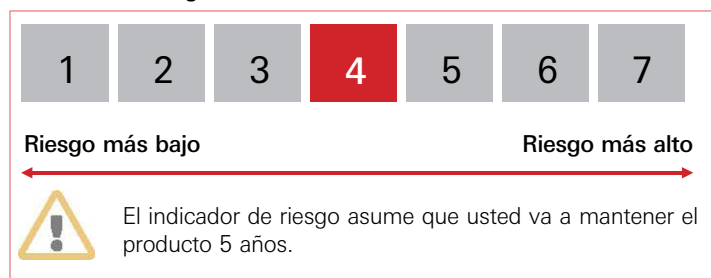 1 2 3 4 5 6 7
Riesgo más bajo Riesgo más alto
El indicador de riesgo asume que usted va a mantener el
producto 5 años.